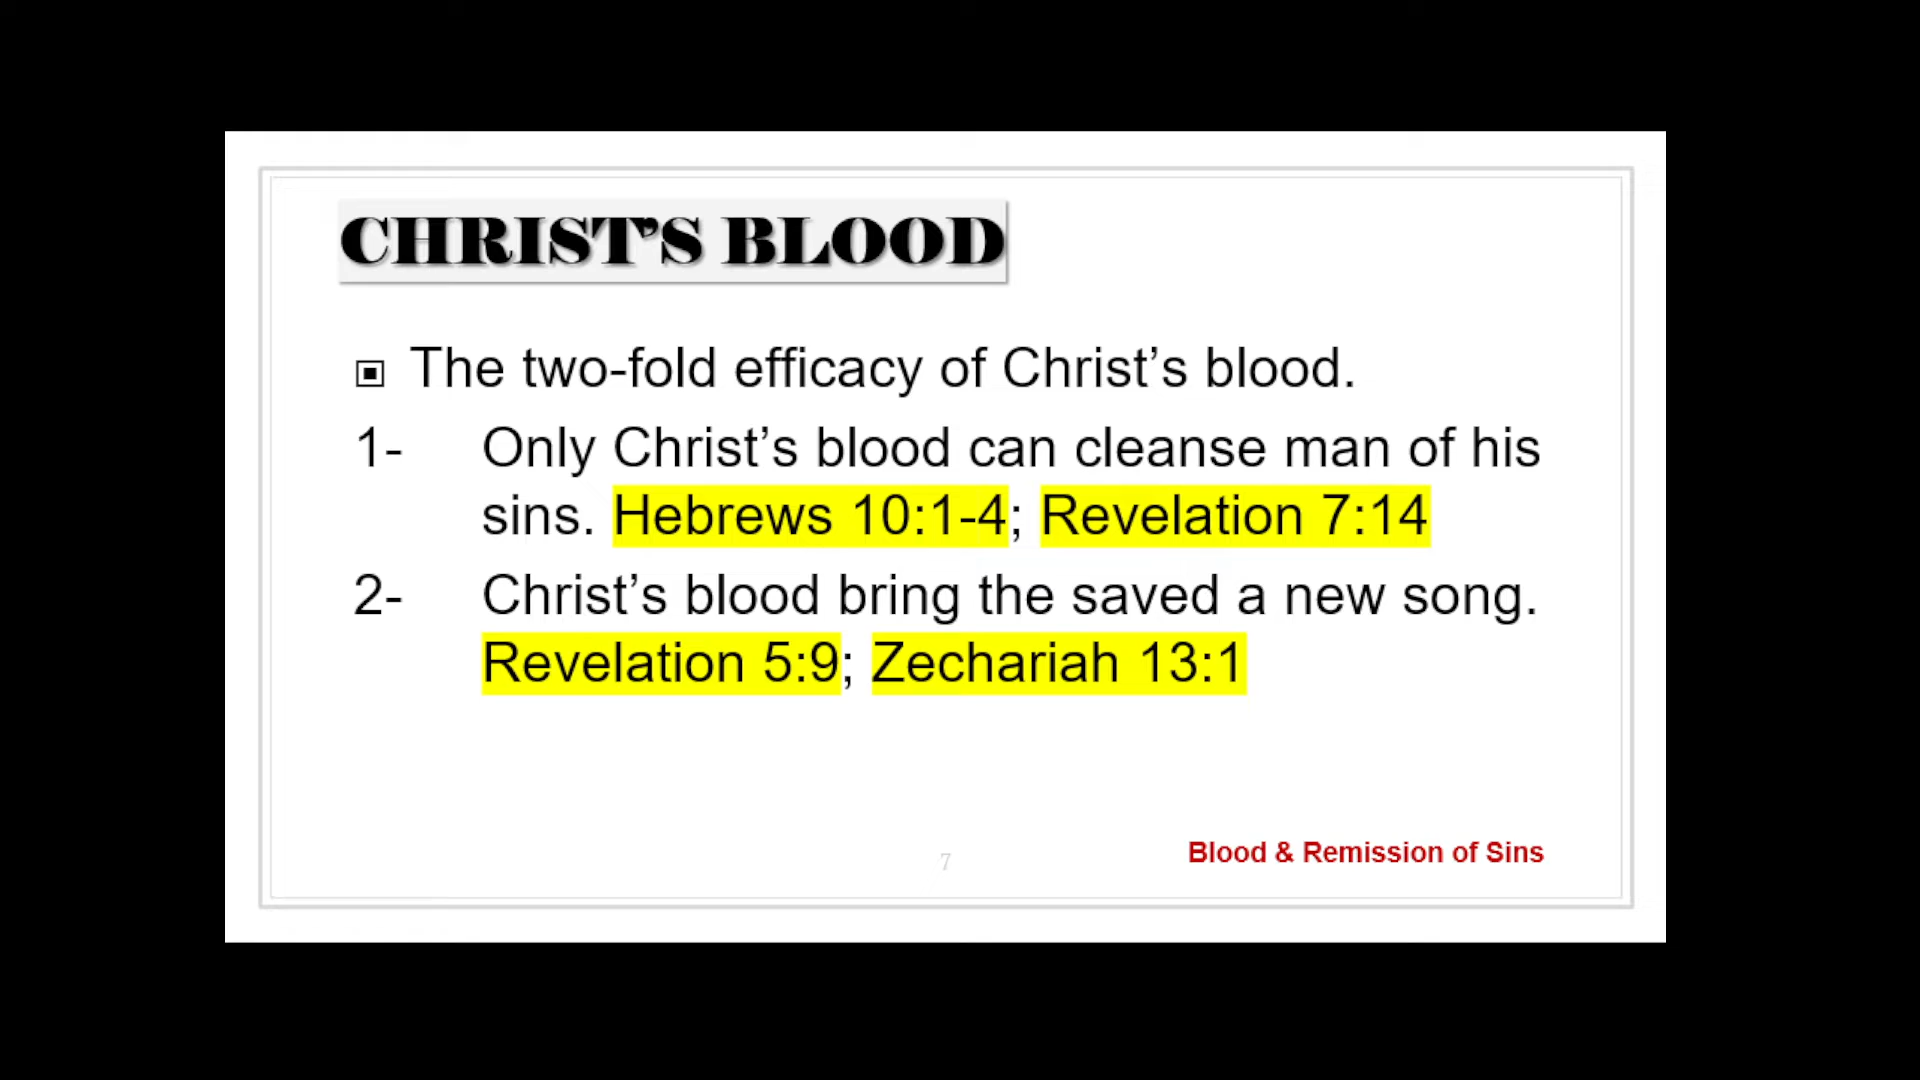 CHRIST’S BLOOD
The two-fold efficacy of Christ’s blood.
1- Only Christ’s blood can cleanse man of his
sins. Hebrews 10:1-4; Revelation 7:14
2- Christ’s blood bring the saved a new song.
Revelation 5:9; Zechariah 13:1
7
Blood & Remission of Sins